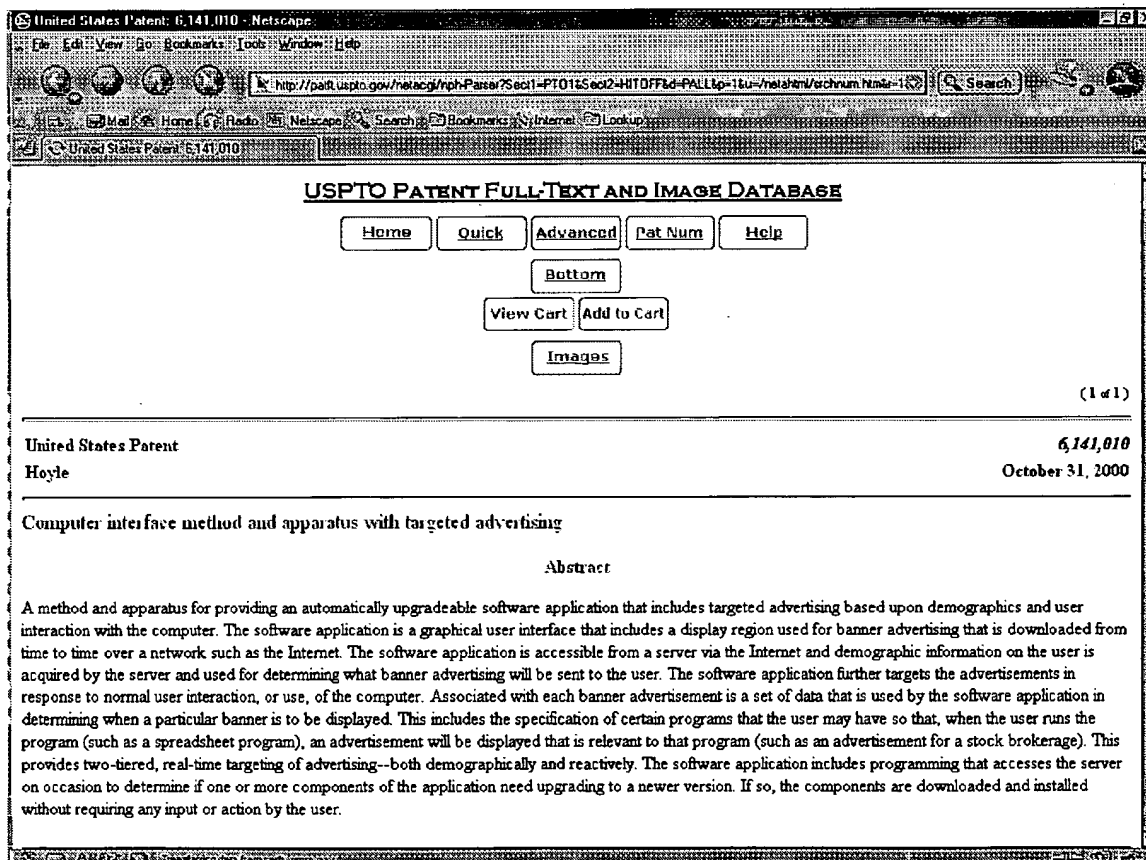 United States Patent: 6,141,010 - Netscape
File Edit View Go Bookmarks Tools Window Help
Search
Mail Home Radio Netscape Search Bookmarks Internet Lookup
United States Patent: 6,141,010
USPTO PATENT FULL-TEXT AND IMAGE DATABASE
Home Quick Advanced Pat Num Help
Bottom
View Cart Add to Cart
Images
(1 of 1)
United States Patent 6,141,010
Hoyle October 31, 2000
Computer interface method and apparatus with targeted advertising
Abstract
A method and apparatus for providing an automatically upgradeable software application that includes targeted advertising based upon demographics and user
interaction with the computer. The software application is a graphical user interface that includes a display region used for banner advertising that is downloaded from
time to time over a network such as the Internet. The software application is accessible from a server via the Internet and demographic information on the user is
acquired by the server and used for determining what banner advertising will be sent to the user. The software application further targets the advertisements in
response to normal user interaction, or use, of the computer. Associated with each banner advertisement is a set of data that is used by the software application in
determining when a particular banner is to be displayed. This includes the specification of certain programs that the user may have so that, when the user runs the
program (such as a spreadsheet program), an advertisement will be displayed that is relevant to that program (such as an advertisement for a stock brokerage). This
provides two-tiered, real-time targeting of advertising--both demographically and reactively. The software application includes programming that accesses the server
on occasion to determine if one or more components of the application need upgrading to a newer version. If so, the components are downloaded and installed
without requiring any input or action by the user.